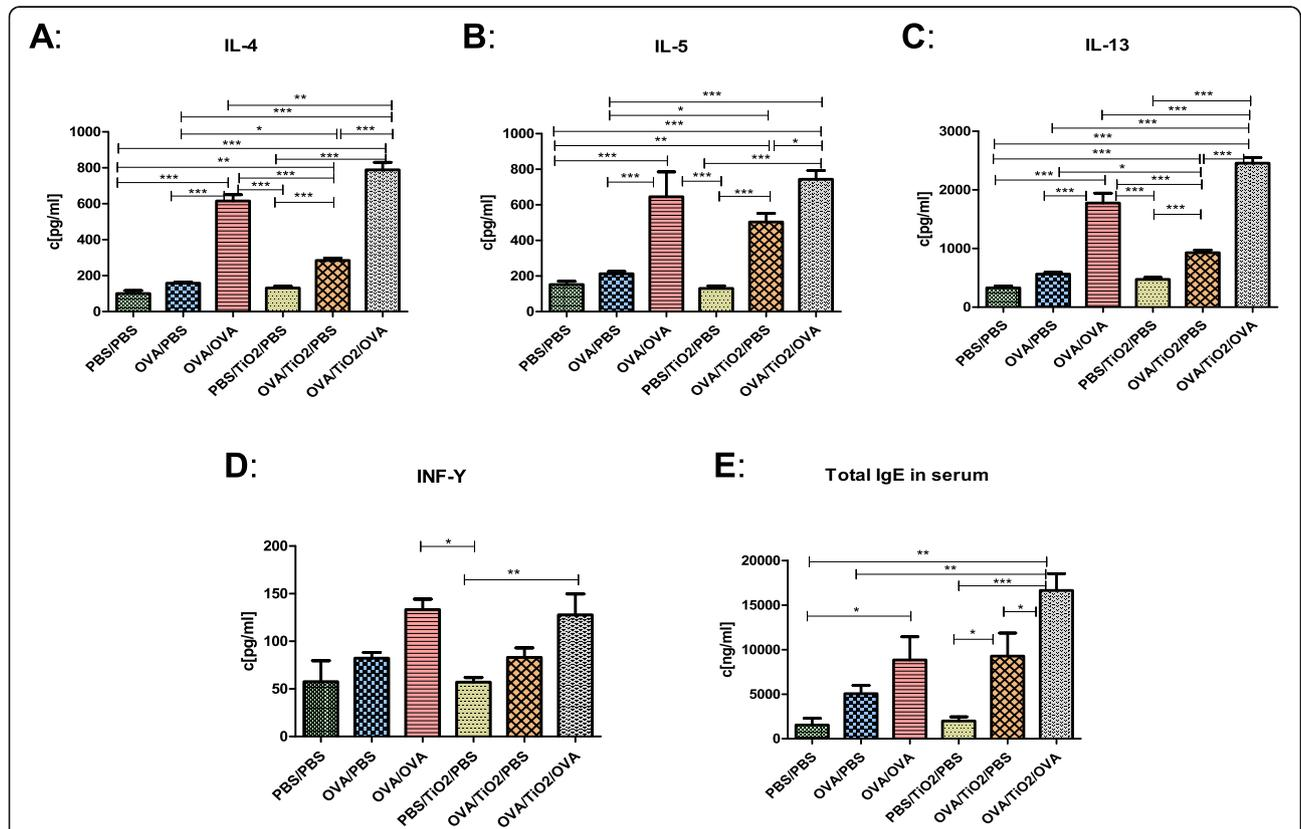 A:
IL-4
B:
IL-5
C:
IL-13
**
***
*
***
***
**
***
***
***
***
***
***
1000
800
600
400
200
0
c[pg/ml]
PBS/PBS
OVA/PBS
OVA/OVA
PBS/TiO2/PBS
OVA/TiO2/PBS
OVA/TiO2/OVA
***
*
***
**
*
***
***
***
***
***
1000
800
600
400
200
0
c[pg/ml]
PBS/PBS
OVA/PBS
OVA/OVA
PBS/TiO2/PBS
OVA/TiO2/PBS
OVA/TiO2/OVA
***
***
***
***
***
***
*
***
***
***
***
***
3000
2000
1000
0
c[pg/ml]
PBS/PBS
OVA/PBS
OVA/OVA
PBS/TiO2/PBS
OVA/TiO2/PBS
OVA/TiO2/OVA
D:
INF-Y
*
**
200
150
100
50
0
c[pg/ml]
PBS/PBS
OVA/PBS
OVA/OVA
PBS/TiO2/PBS
OVA/TiO2/PBS
OVA/TiO2/OVA
E:
Total IgE in serum
**
**
***
*
*
*
20000
15000
10000
5000
0
c[ng/ml]
PBS/PBS
OVA/PBS
OVA/OVA
PBS/TiO2/PBS
OVA/TiO2/PBS
OVA/TiO2/OVA